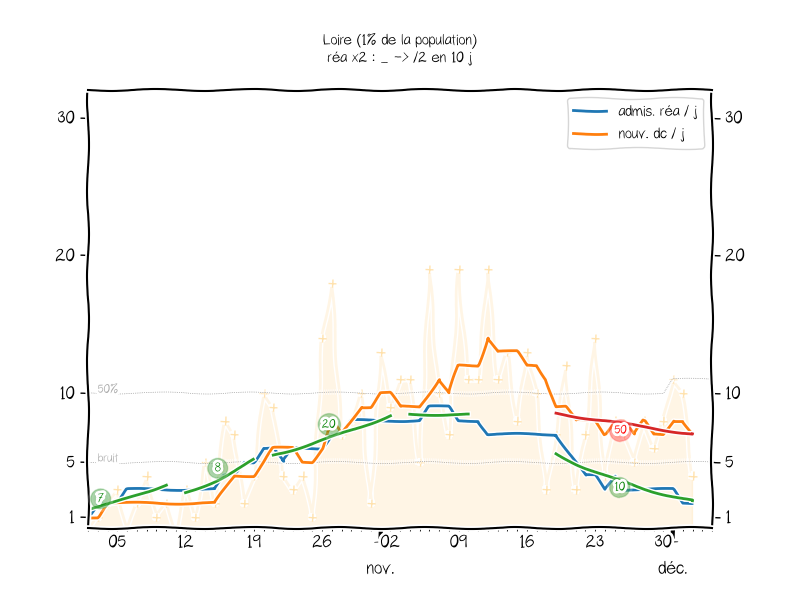 Loire (1% de la population)
réa x2 : _ -> /2 en 10 j
admis. réa / j
nouv. dc / j
30 30
20 20
50%
10 10
20
50
bruit
5 5
8
10
7
1 1
05 12 19 26 02 09 16 23 30
nov. déc.